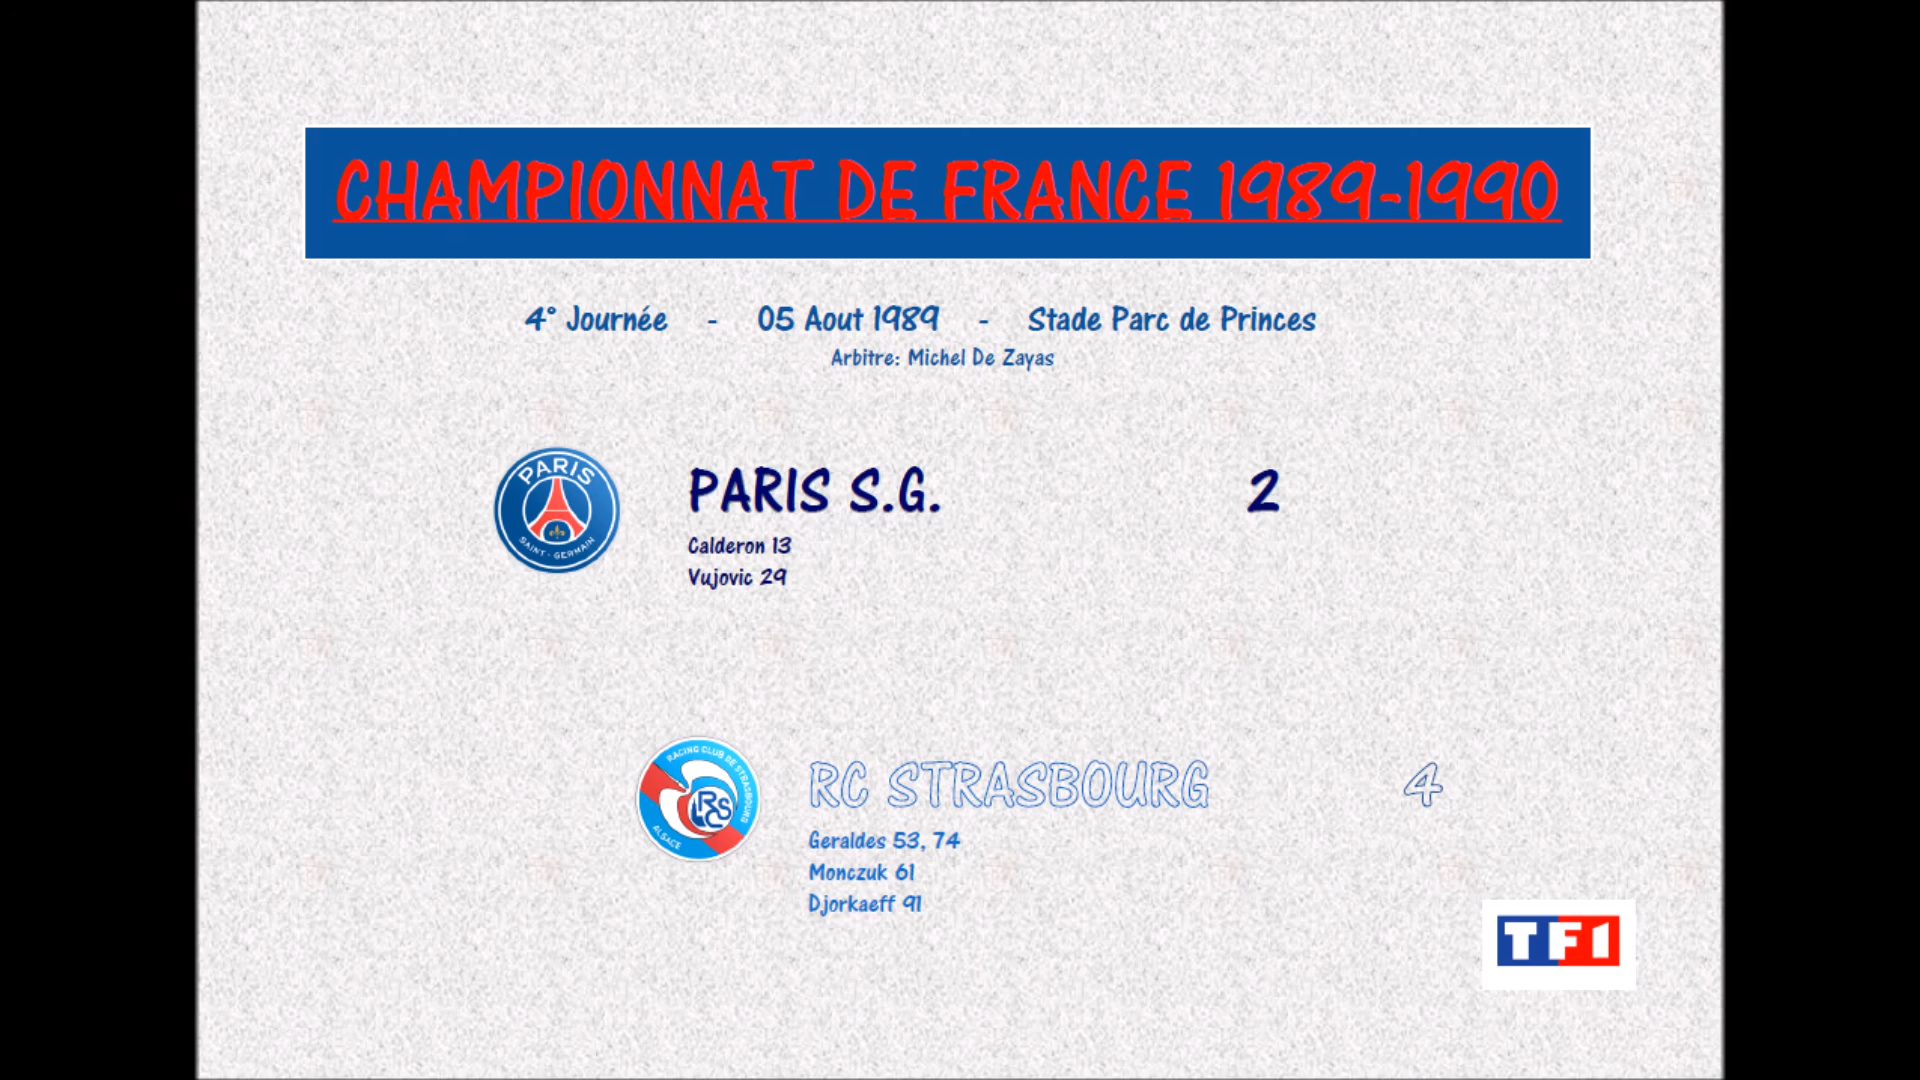 CHAMPIONNAT DE FRANCE 1989-1990
4° Journée - 05 Aout 1989 - Stade Parc de Princes
Arbitre: Michel De Zayas
PARIS
SAINT-GERMAIN
PARIS S.G. 2
Calderon 13
Vujovic 29
RACING CLUB DE STRASBOURG
RCS
ALSACE
RC STRASBOURG 4
Geraldes 53, 74
Monczuk 61
Djorkaeff 91
TF1